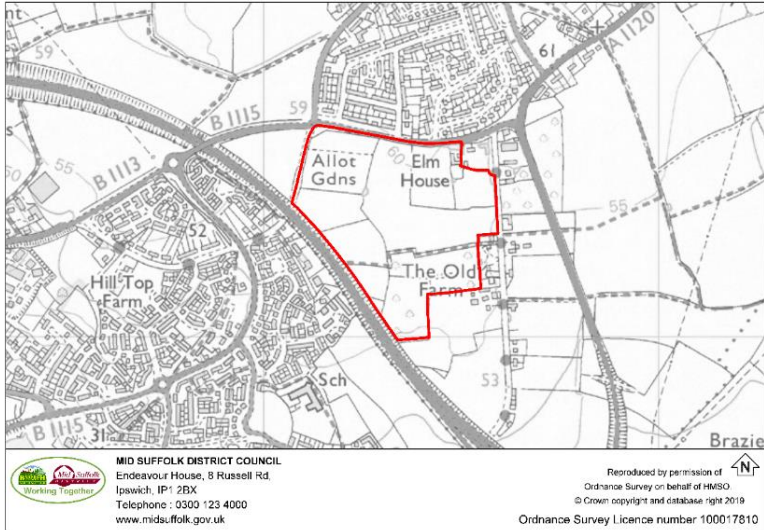 nt
59
B 1115
59
B 1113
55
50
52
Hill Top
Farm
B 1115
31
Sch
61
A 1120
Allot
Gdns
60
Elm
House
55
The Old
Farm
53
Brazie
Working Together
MID SUFFOLK DISTRICT COUNCIL
Endeavour House, 8 Russell Rd,
Ipswich, IP1 2BX
Telephone : 0300 123 4000
www.midsuffolk.gov.uk
Reproduced by permission of
Ordnance Survey on behalf of HMSO.
© Crown copyright and database right 2019
Ordnance Survey Licence number 100017810
N